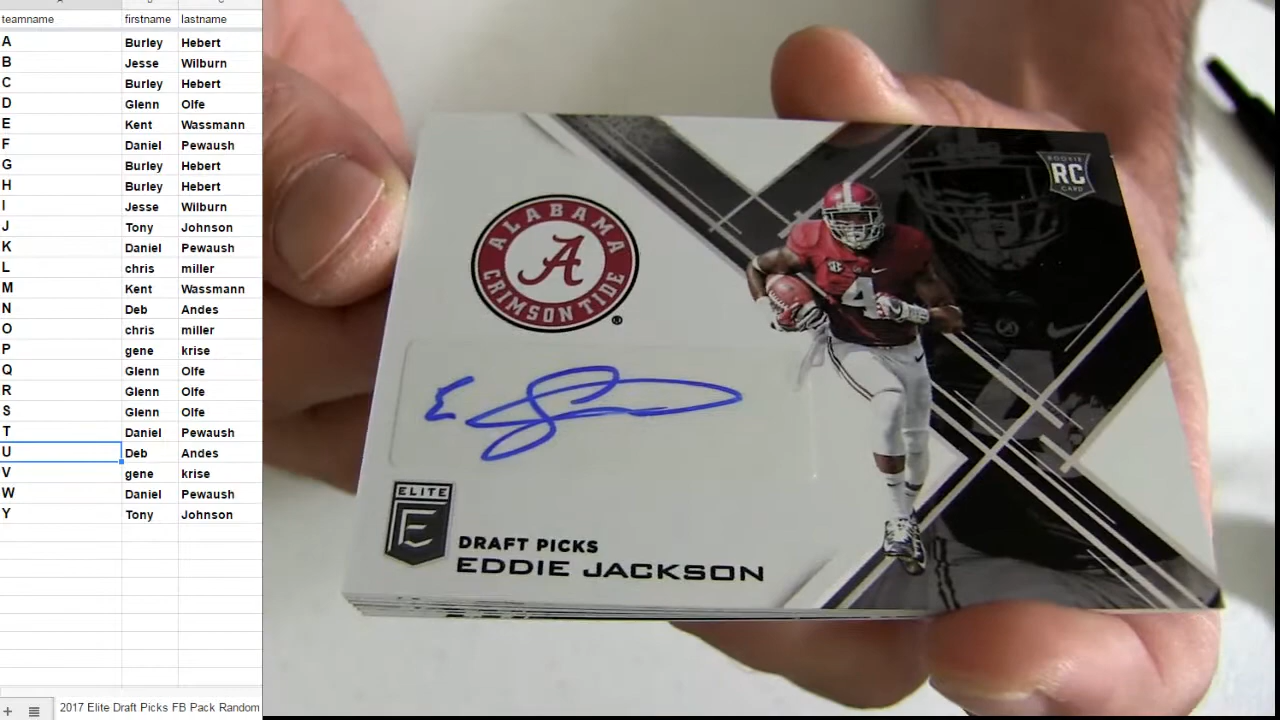 teamname firstname lastname
A Burley Hebert
B Jesse Wilburn
C Burley Hebert
D Glenn Olfe
E Kent Wassmann
F Daniel Pewaush
G Burley Hebert
H Burley Hebert
I Jesse Wilburn
J Tony Johnson
K Daniel Pewaush
L chris miller
M Kent Wassmann
N Deb Andes
O chris miller
P gene krise
Q Glenn Olfe
R Glenn Olfe
S Glenn Olfe
T Daniel Pewaush
U Deb Andes
V gene krise
W Daniel Pewaush
Y Tony Johnson
2017 Elite Draft Picks FB Pack Random
ROOKIE
RC
CARD
ALABAMA
A
CRIMSON TIDE
®
4
ELITE
E
DRAFT PICKS
EDDIE JACKSON